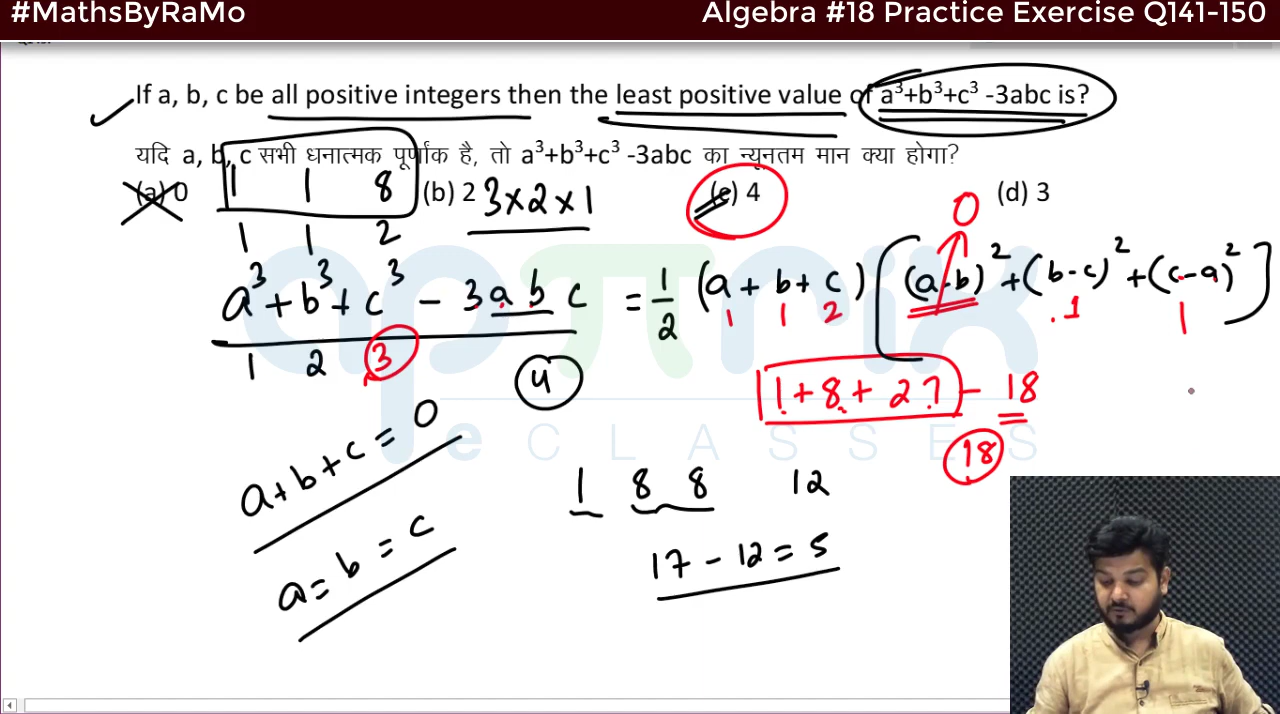 #MathsByRaMo
Algebra #18 Practice Exercise Q141-150
If a, b, c be all positive integers then the least positive value of a³+b³+c³ -3abc is?
यदि a, b, c सभी धनात्मक पूर्णांक है, तो a³+b³+c³ -3abc का न्यूनतम मान क्या होगा?
(a) 0 (b) 2 (c) 4 (d) 3
1 1 8 3×2×1
1 1 2 0
a³ + b³ + c³ - 3abc = 1/2 (a + b + c) [(a-b)² + (b-c)² + (c-a)²]
1 1 2 1 1
1 2 3 4
1 + 8 + 27 - 18
18
a+b+c = 0
a = b = c
1 8 8 12
17 - 12 = 5
apttrix
eCLASSES